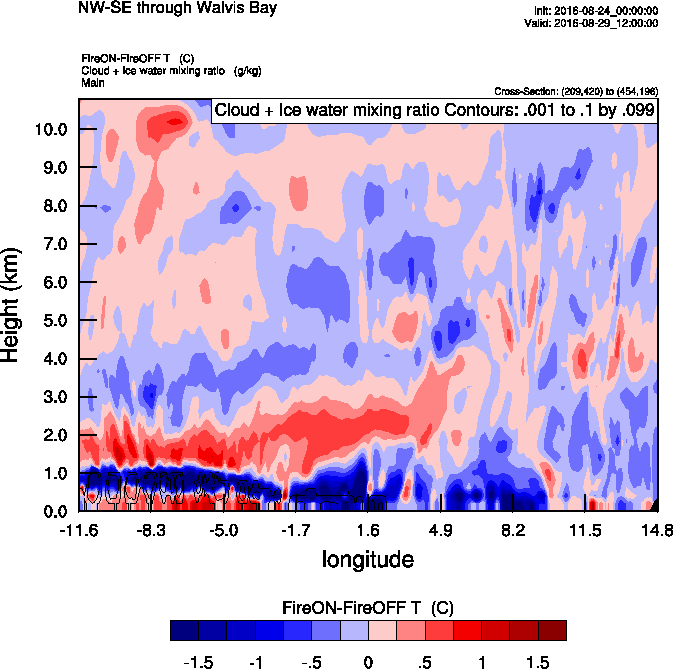 NW-SE through Walvis Bay
Init: 2016-08-24_00:00:00
Valid: 2016-08-29_12:00:00
FireON-FireOFF T (C)
Cloud + Ice water mixing ratio (g/kg)
Main
Cross-Section: (209,420) to (454,196)
Cloud + Ice water mixing ratio Contours: .001 to .1 by .099
10.0
9.0
8.0
7.0
6.0
5.0
4.0
3.0
2.0
1.0
0.0
Height (km)
-11.6 -8.3 -5.0 -1.7 1.6 4.9 8.2 11.5 14.8
longitude
FireON-FireOFF T (C)
-1.5 -1 -.5 0 .5 1 1.5